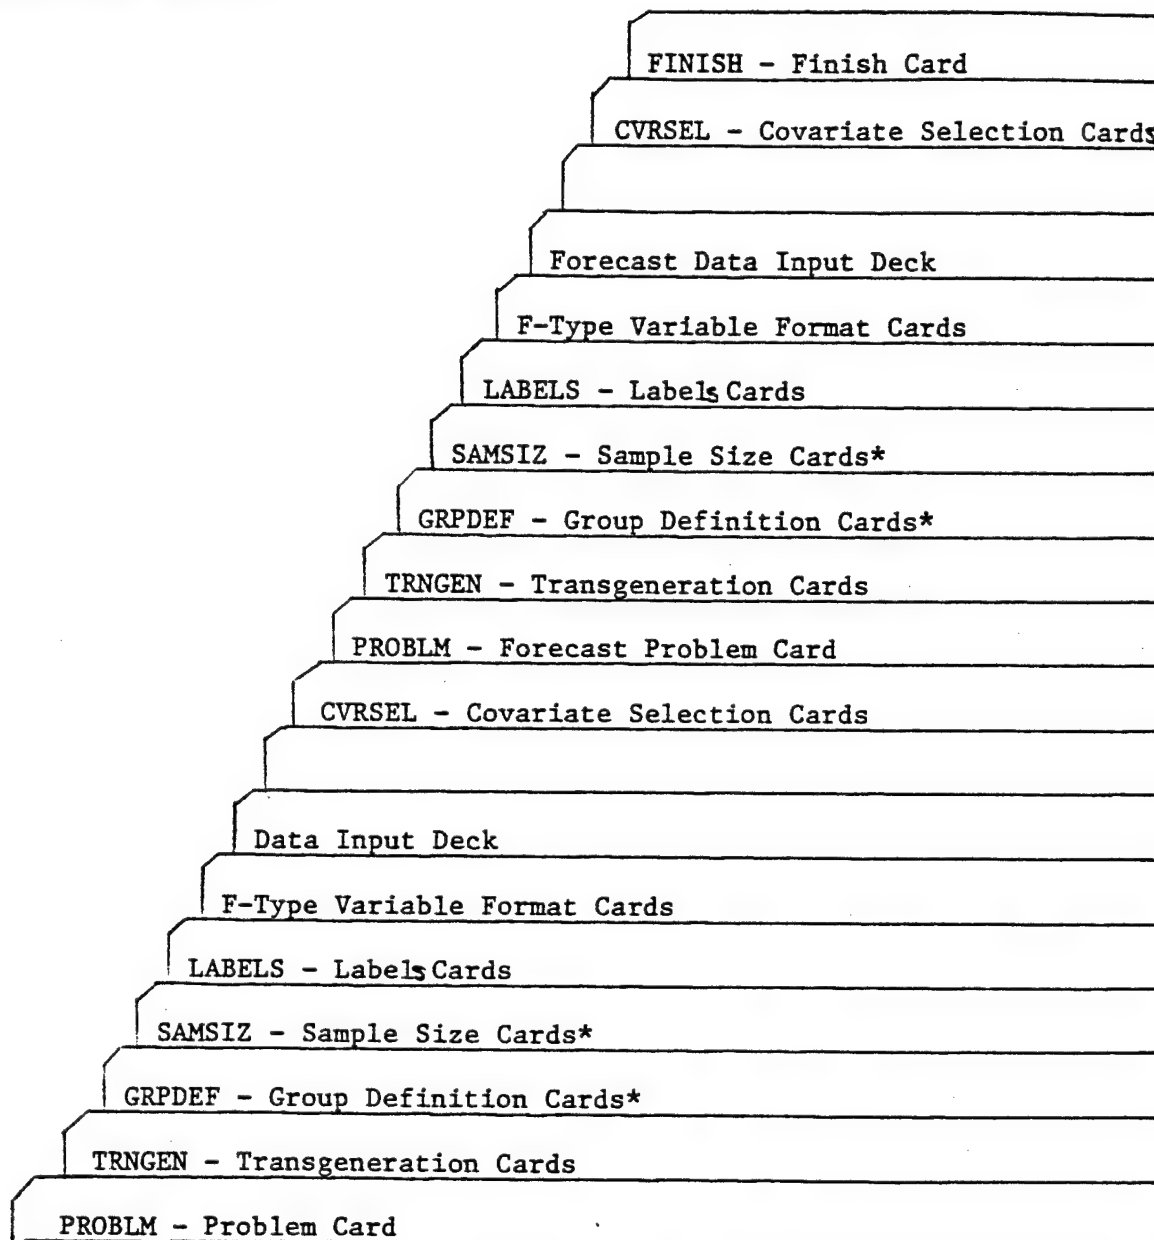 FINISH - Finish Card
CVRSEL - Covariate Selection Cards
Forecast Data Input Deck
F-Type Variable Format Cards
LABELS - Labels Cards
SAMSIZ - Sample Size Cards*
GRPDEF - Group Definition Cards*
TRNGEN - Transgeneration Cards
PROBLM - Forecast Problem Card
CVRSEL - Covariate Selection Cards
Data Input Deck
F-Type Variable Format Cards
LABELS - Labels Cards
SAMSIZ - Sample Size Cards*
GRPDEF - Group Definition Cards*
TRNGEN - Transgeneration Cards
PROBLM - Problem Card